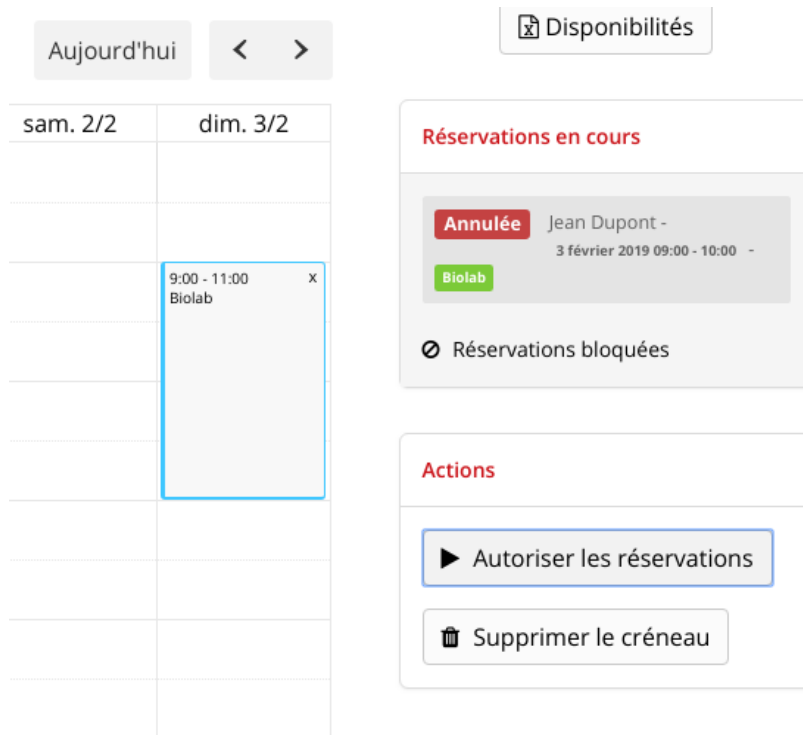 Aujourd'hui
sam. 2/2
dim. 3/2
9:00 - 11:00 x
Biolab
Disponibilités
Réservations en cours
Annulée Jean Dupont -
3 février 2019 09:00 - 10:00 -
Biolab
Réservations bloquées
Actions
Autoriser les réservations
Supprimer le créneau